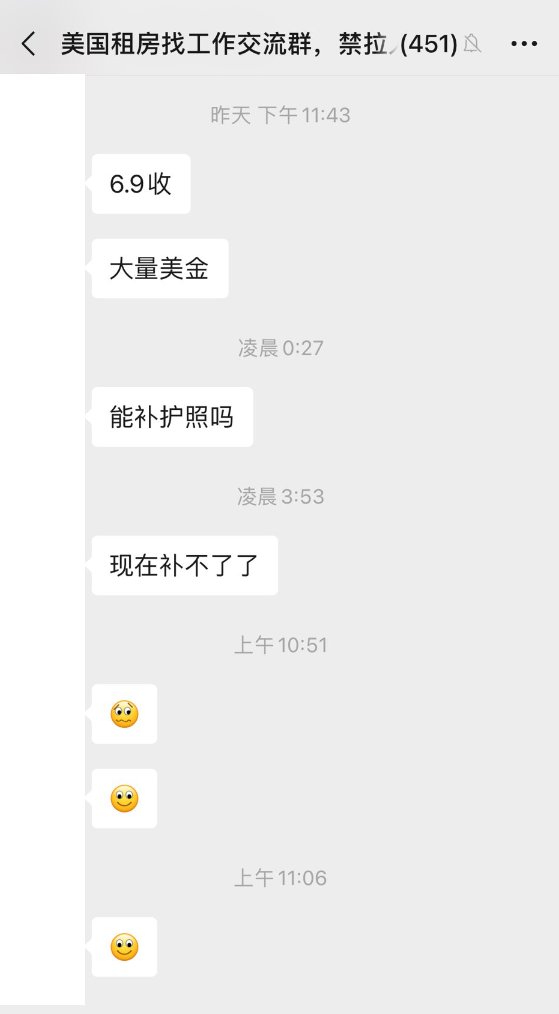 美国租房找工作交流群，禁拉 (451)
昨天 下午11:43
6.9收
大量美金
凌晨0:27
能补护照吗
凌晨3:53
现在补不了了
上午10:51
上午11:06